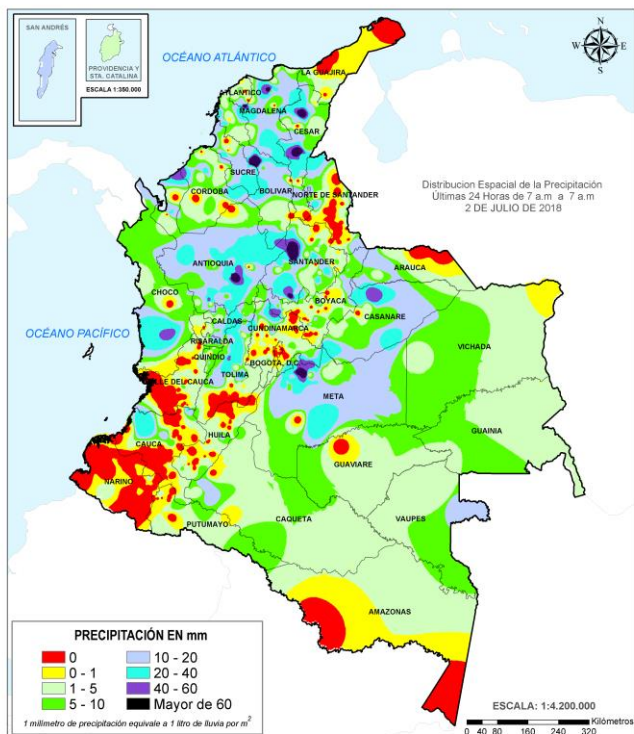 SAN ANDRÉS
PROVIDENCIA Y
STA. CATALINA
ESCALA 1:350.000
OCÉANO ATLÁNTICO
N
W E
S
LA GUAJIRA
ATLANTICO
MAGDALENA
CESAR
SUCRE
CORDOBA
BOLIVAR
NORTE DE SANTANDER
Distribucion Espacial de la Precipitación
Últimas 24 Horas de 7 a.m a 7 a.m
2 DE JULIO DE 2018
ANTIOQUIA
SANTANDER
ARAUCA
CHOCO
BOYACA
CASANARE
CALDAS
CUNDINAMARCA
OCÉANO PACÍFICO
RISARALDA
VICHADA
QUINDIO
BOGOTA, D.C.
TOLIMA
VALLE DEL CAUCA
META
GUAINIA
CAUCA
HUILA
GUAVIARE
NARIÑO
PUTUMAYO
CAQUETA
VAUPES
AMAZONAS
PRECIPITACIÓN EN mm
0 10 - 20
0 - 1 20 - 40
1 - 5 40 - 60
5 - 10 Mayor de 60
1 milimetro de precipitación equivale a 1 litro de lluvia por m²
ESCALA: 1:4.200.000
Kilómetros
0 40 80 160 240 320